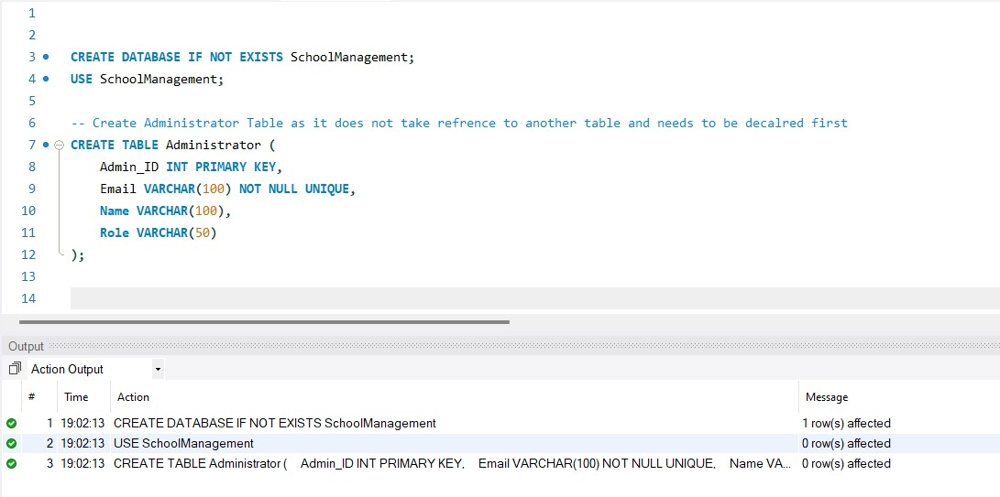 1
2
3 CREATE DATABASE IF NOT EXISTS SchoolManagement;
4 USE SchoolManagement;
5
6 -- Create Administrator Table as it does not take refrence to another table and needs to be decalred first
7 CREATE TABLE Administrator (
8 Admin_ID INT PRIMARY KEY,
9 Email VARCHAR(100) NOT NULL UNIQUE,
10 Name VARCHAR(100),
11 Role VARCHAR(50)
12 );
13
14
Output
Action Output
# Time Action Message
1 19:02:13 CREATE DATABASE IF NOT EXISTS SchoolManagement 1 row(s) affected
2 19:02:13 USE SchoolManagement 0 row(s) affected
3 19:02:13 CREATE TABLE Administrator ( Admin_ID INT PRIMARY KEY, Email VARCHAR(100) NOT NULL UNIQUE, Name VA... 0 row(s) affected